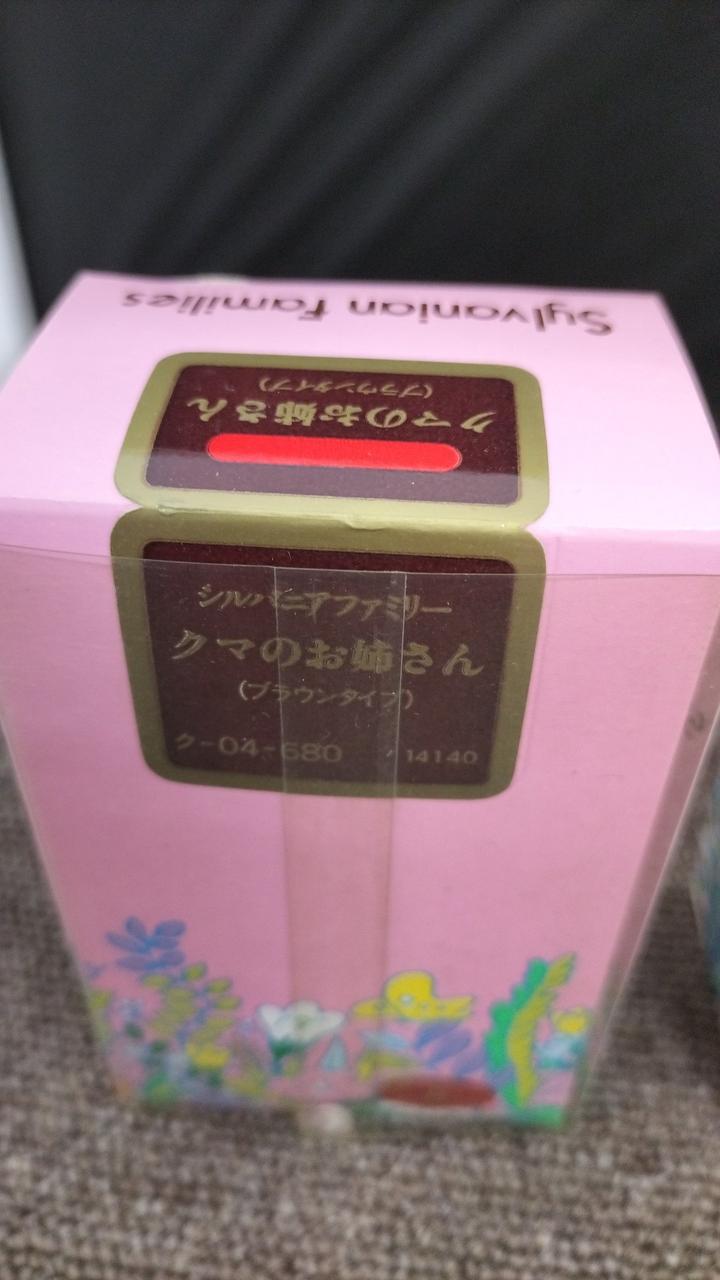 Sylvanian Families
クマのお姉さん
(ブラウンタイプ)
シルバニアファミリー
クマのお姉さん
(ブラウンタイプ)
ク-04-680 14140